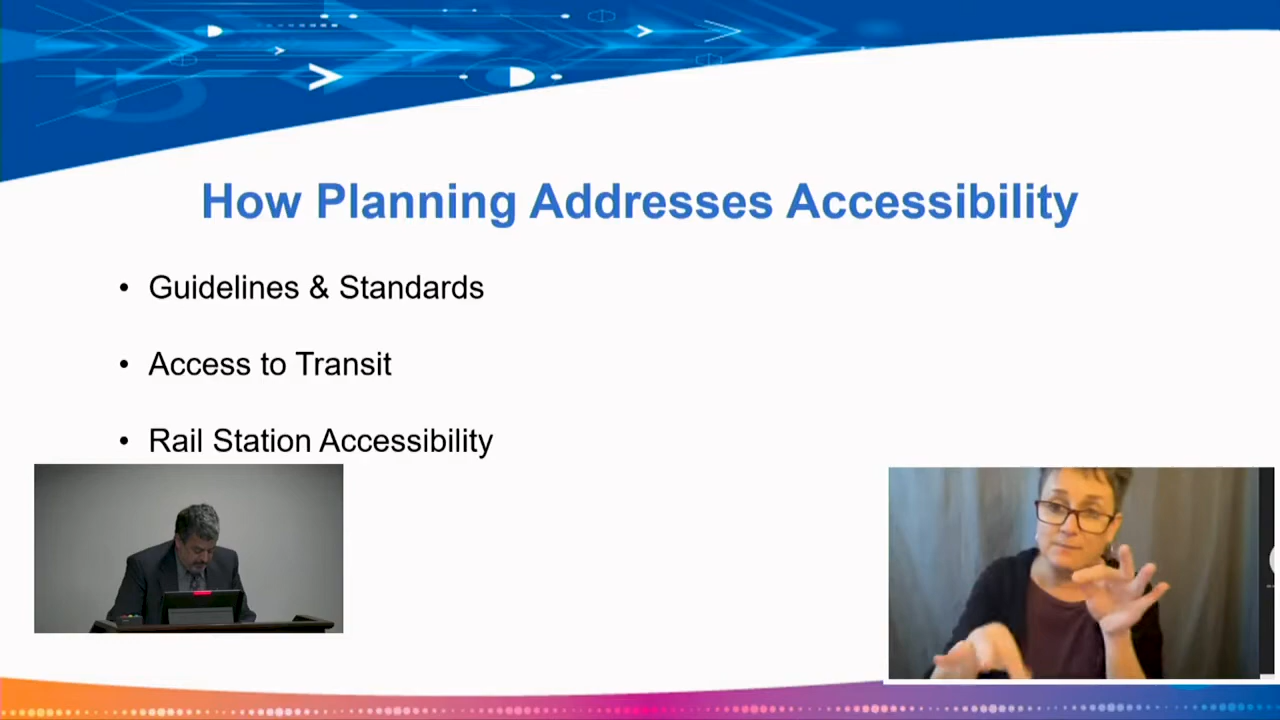 How Planning Addresses Accessibility
• Guidelines & Standards
• Access to Transit
• Rail Station Accessibility